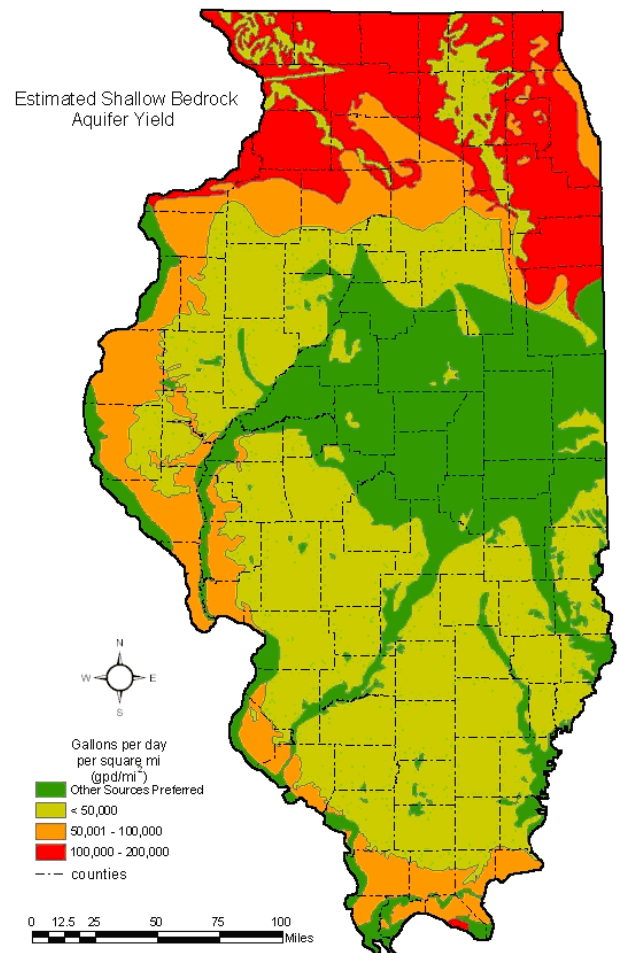 Estimated Shallow Bedrock
Aquifer Yield
N
W E
S
Gallons per day
per square mi
(gpd/mi²)
Other Sources Preferred
< 50,000
50,001 - 100,000
100,000 - 200,000
counties
0 12.5 25 50 75 100
Miles